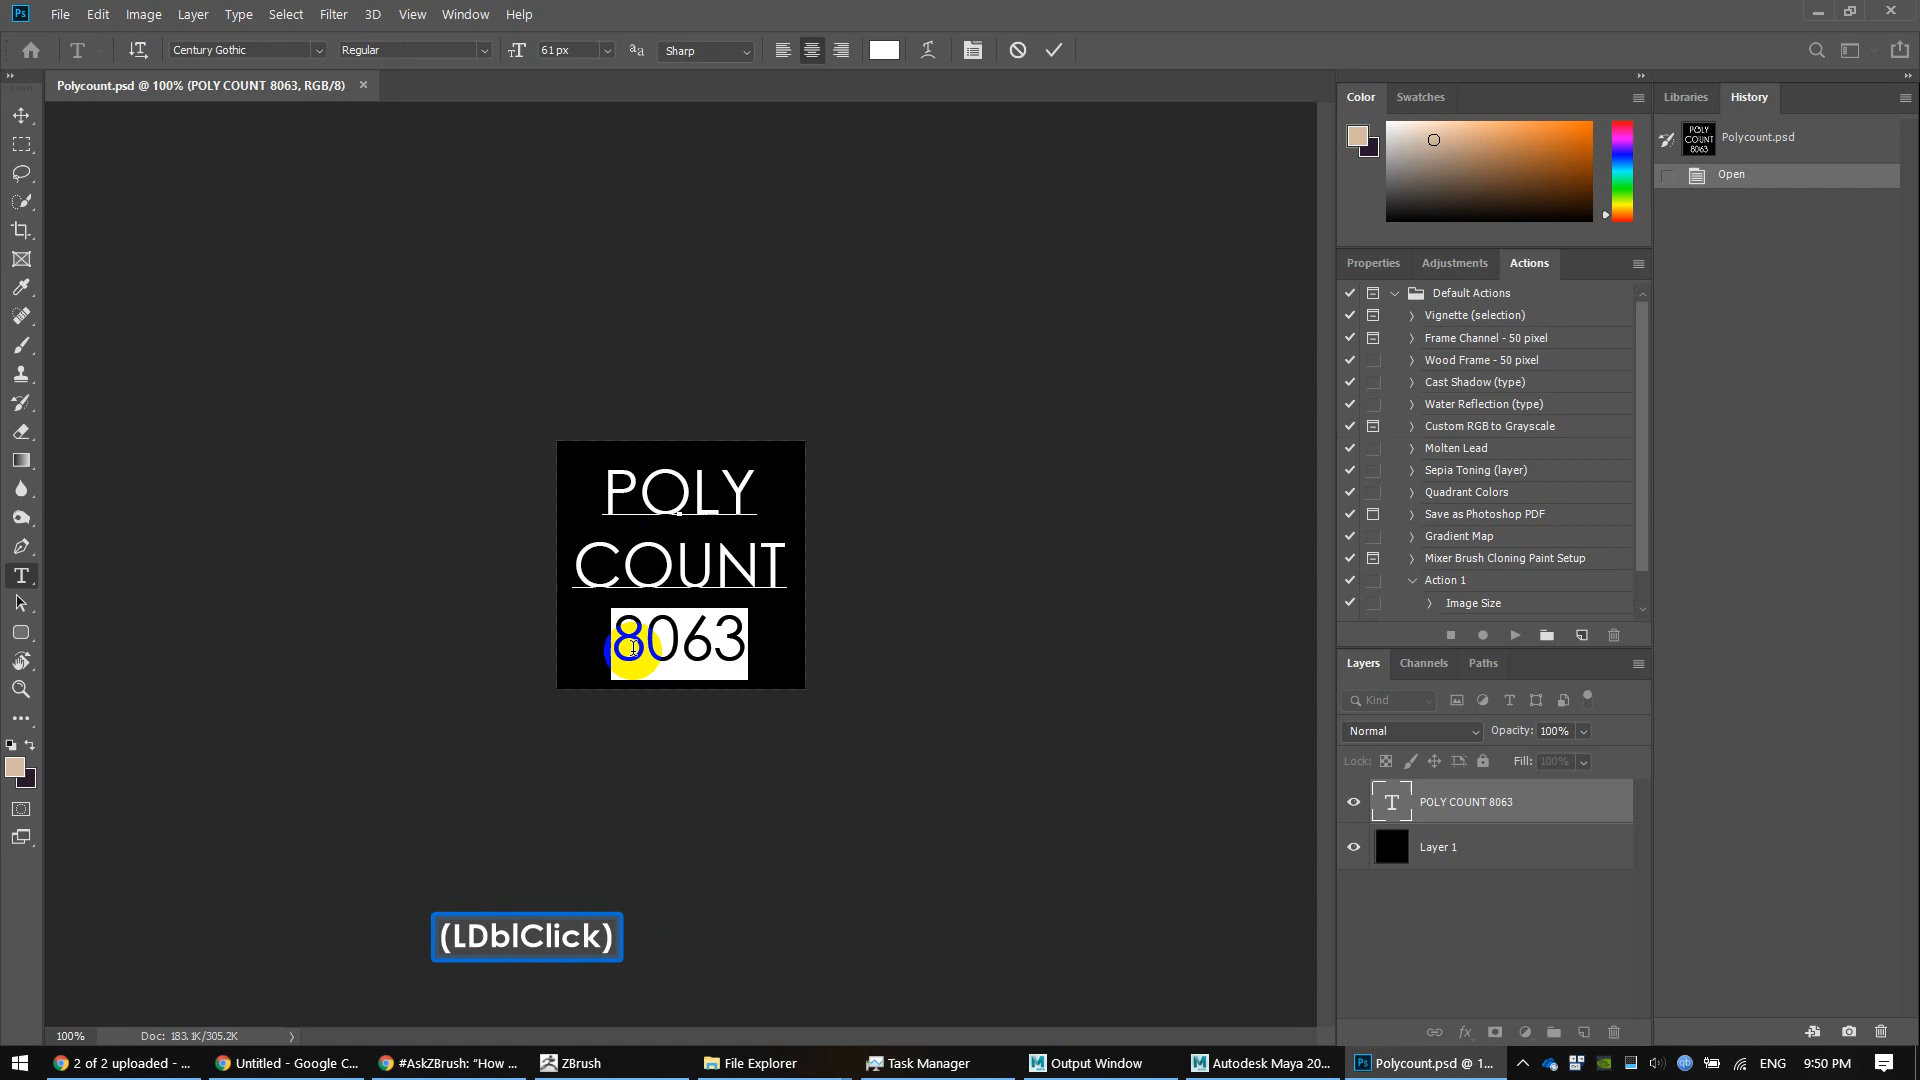 Ps File Edit Image Layer Type Select Filter 3D View Window Help
Century Gothic Regular 61 px Sharp
Polycount.psd @ 100% (POLY COUNT 8063, RGB/8)
Color Swatches
Libraries History
POLY
COUNT
8063
Polycount.psd
Open
Properties Adjustments Actions
Default Actions
Vignette (selection)
Frame Channel - 50 pixel
Wood Frame - 50 pixel
Cast Shadow (type)
Water Reflection (type)
Custom RGB to Grayscale
Molten Lead
Sepia Toning (layer)
Quadrant Colors
Save as Photoshop PDF
Gradient Map
Mixer Brush Cloning Paint Setup
Action 1
Image Size
POLY
COUNT
8063
Layers Channels Paths
Kind
Normal Opacity: 100%
Lock: Fill: 100%
POLY COUNT 8063
Layer 1
(LDblClick)
100% Doc: 183.1K/305.2K
2 of 2 uploaded - ... Untitled - Google C... #AskZBrush: "How ... ZBrush File Explorer Task Manager Output Window Autodesk Maya 20... Polycount.psd @ 1... ENG 9:50 PM